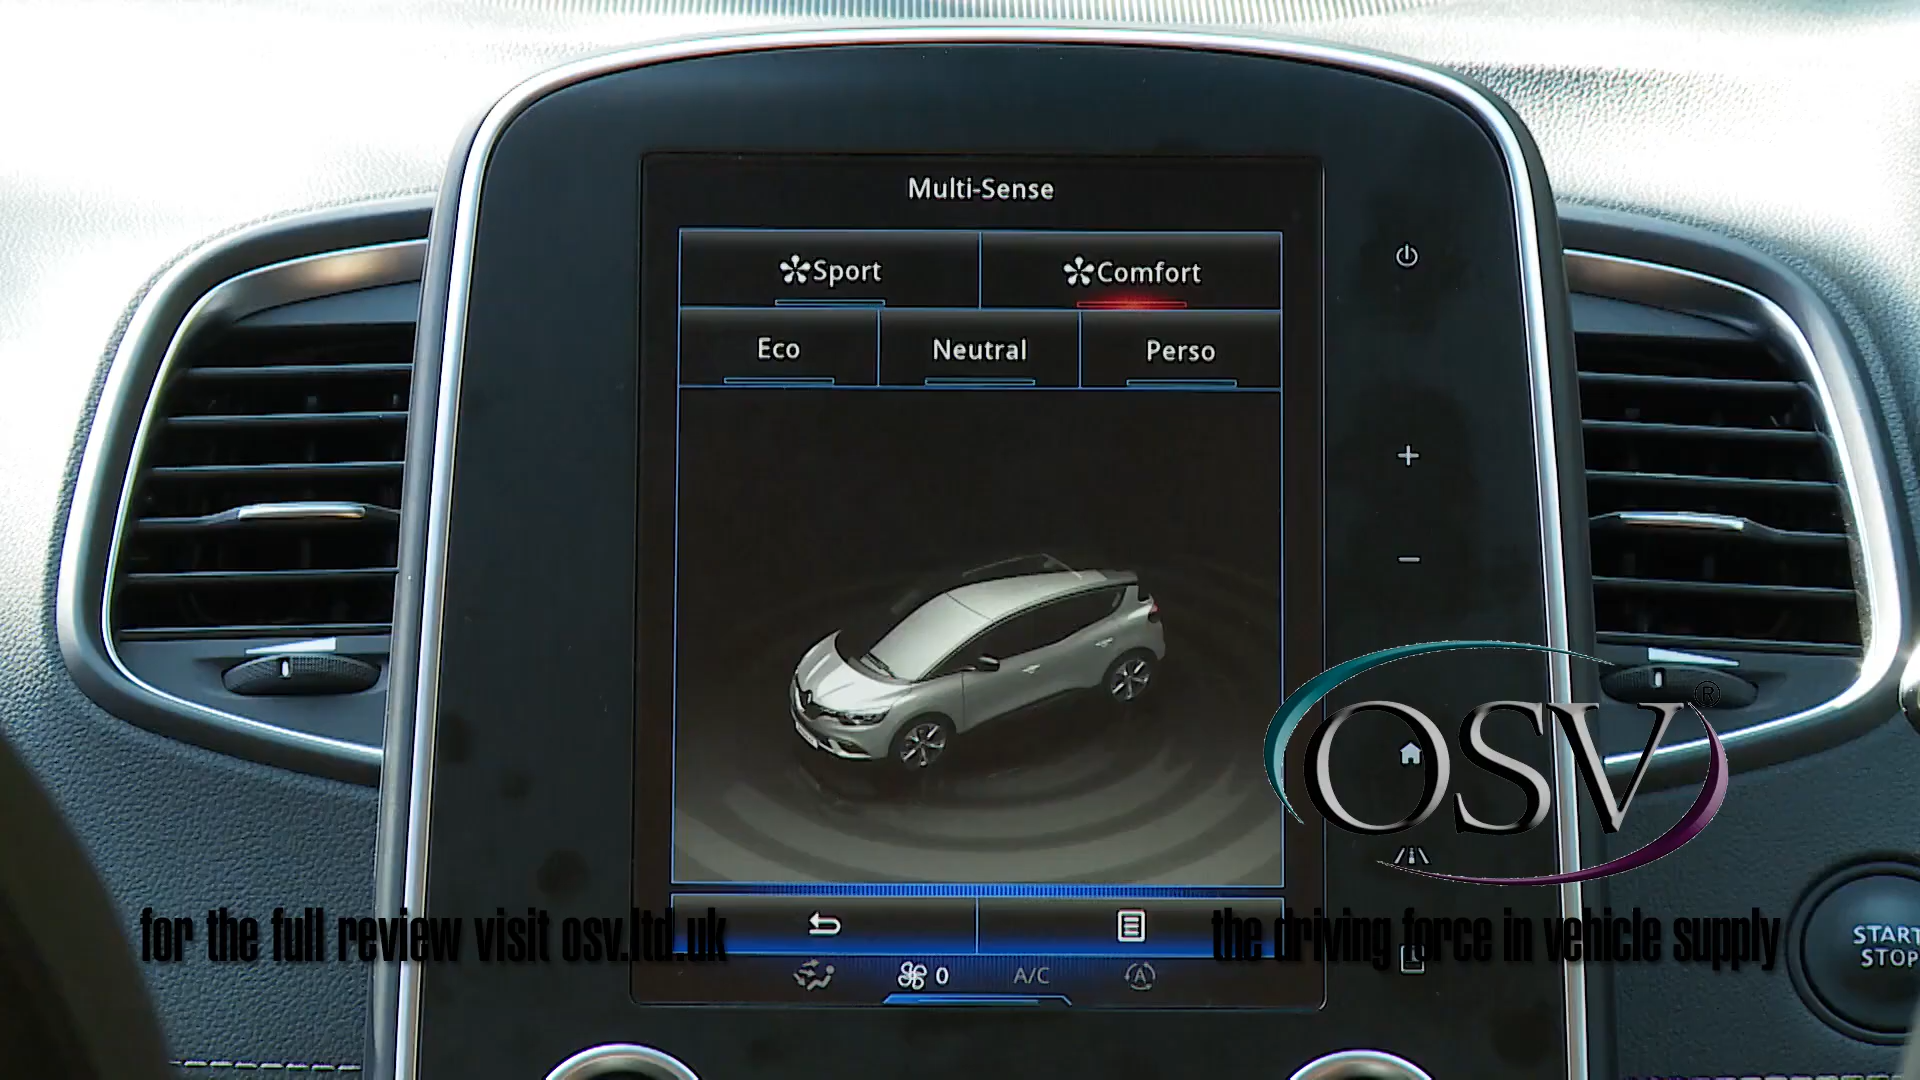 Multi-Sense
Sport
Comfort
Eco
Neutral
Perso
OSV®
for the full review visit osv.ltd.uk
the driving force in vehicle supply
START
STOP
0
A/C
A